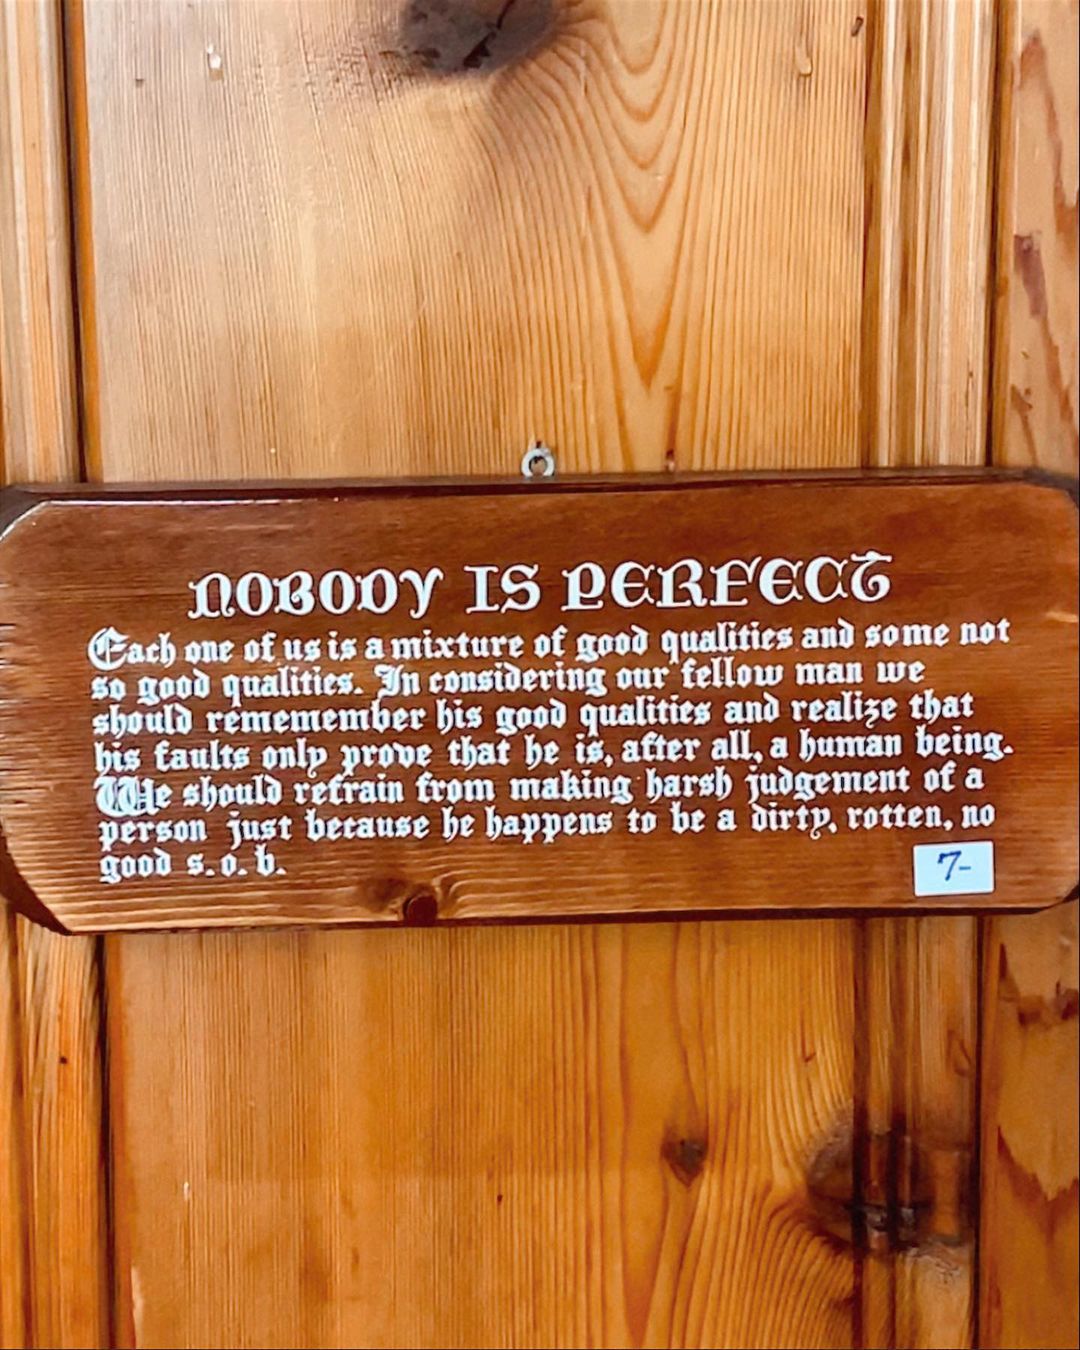 NOBODY IS PERFECT
Each one of us is a mixture of good qualities and some not
so good qualities. In considering our fellow man we
should rememember his good qualities and realize that
his faults only prove that he is, after all, a human being.
We should refrain from making harsh judgement of a
person just because he happens to be a dirty, rotten, no
good s.o.b.
7-